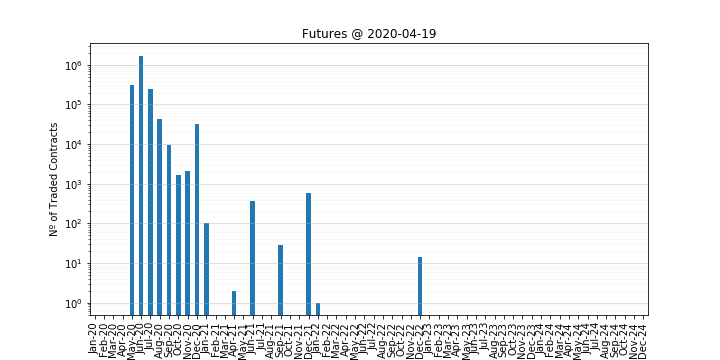 Futures @ 2020-04-19
Nº of Traded Contracts
10⁶
10⁵
10⁴
10³
10²
10¹
10⁰
Jan-20
Feb-20
Mar-20
Apr-20
May-20
Jun-20
Jul-20
Aug-20
Sep-20
Oct-20
Nov-20
Dec-20
Jan-21
Feb-21
Mar-21
Apr-21
May-21
Jun-21
Jul-21
Aug-21
Sep-21
Oct-21
Nov-21
Dec-21
Jan-22
Feb-22
Mar-22
Apr-22
May-22
Jun-22
Jul-22
Aug-22
Sep-22
Oct-22
Nov-22
Dec-22
Jan-23
Feb-23
Mar-23
Apr-23
May-23
Jun-23
Jul-23
Aug-23
Sep-23
Oct-23
Nov-23
Dec-23
Jan-24
Feb-24
Mar-24
Apr-24
May-24
Jun-24
Jul-24
Aug-24
Sep-24
Oct-24
Nov-24
Dec-24